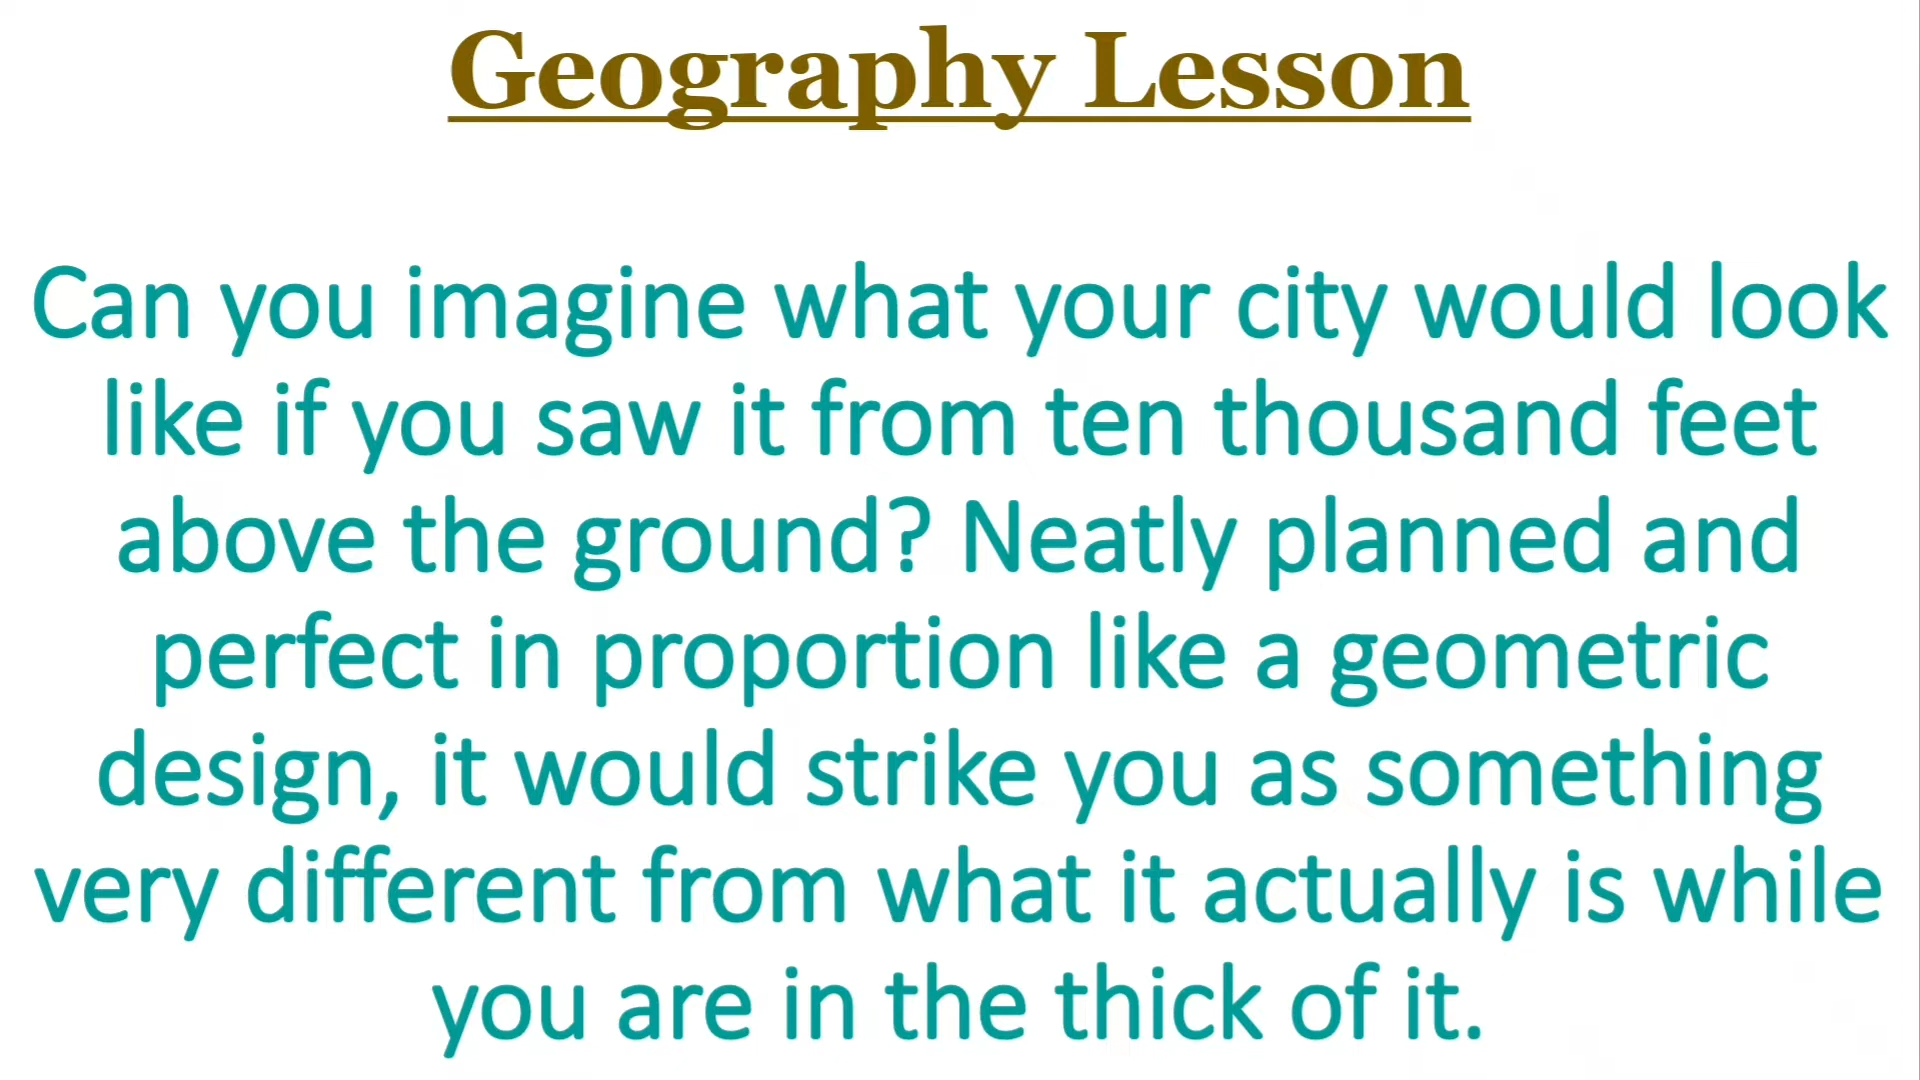 Geography Lesson
Can you imagine what your city would look
like if you saw it from ten thousand feet
above the ground? Neatly planned and
perfect in proportion like a geometric
design, it would strike you as something
very different from what it actually is while
you are in the thick of it.